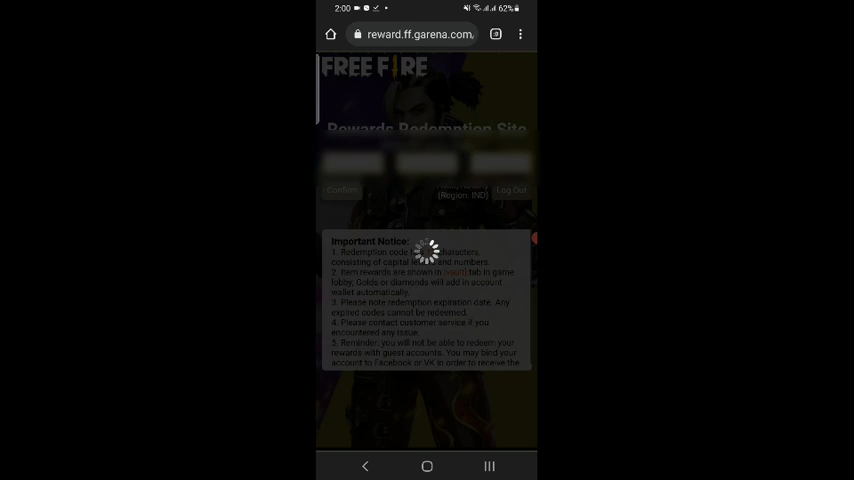 2:00
62%
reward.ff.garena.com/
FREE FIRE
Rewards Redemption Site
Confirm
(Region: IND)
Log Out
Important Notice:
1. Redemption code characters,
consisting of capital and numbers.
2. Item rewards are shown in [vault] tab in game
lobby; Golds or diamonds will add in account
wallet automatically.
3. Please note redemption expiration date. Any
expired codes cannot be redeemed.
4. Please contact customer service if you
encountered any issue.
5. Reminder: you will not be able to redeem your
rewards with guest accounts. You may bind your
account to Facebook or VK in order to receive the